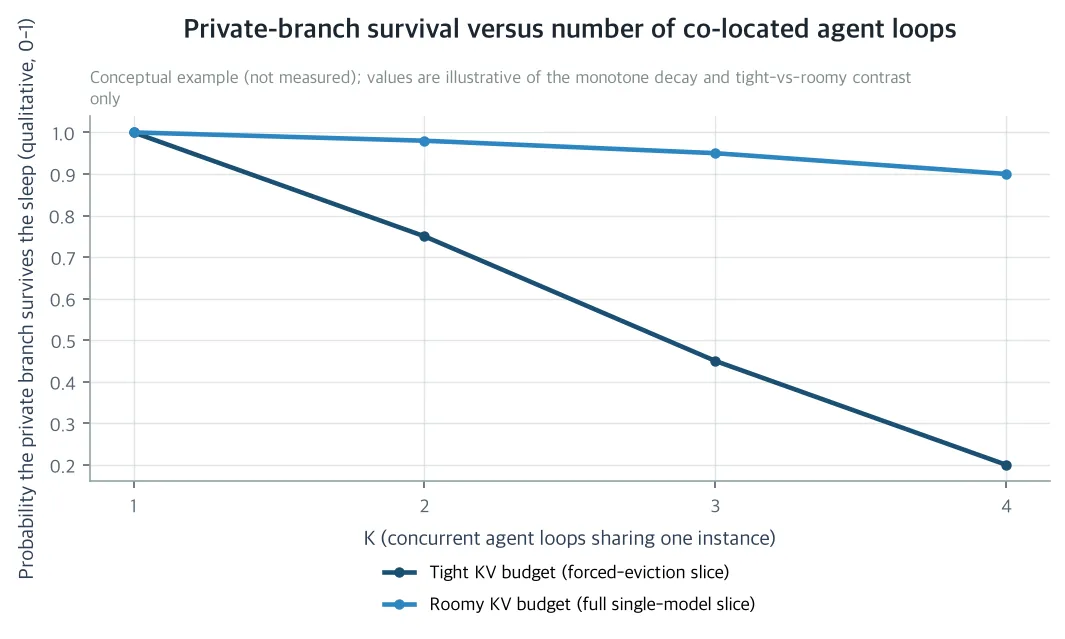 Private-branch survival versus number of co-located agent loops
Conceptual example (not measured); values are illustrative of the monotone decay and tight-vs-roomy contrast
only
Probability the private branch survives the sleep (qualitative, 0–1)
1.0
0.9
0.8
0.7
0.6
0.5
0.4
0.3
0.2
1
2
3
4
K (concurrent agent loops sharing one instance)
Tight KV budget (forced-eviction slice)
Roomy KV budget (full single-model slice)